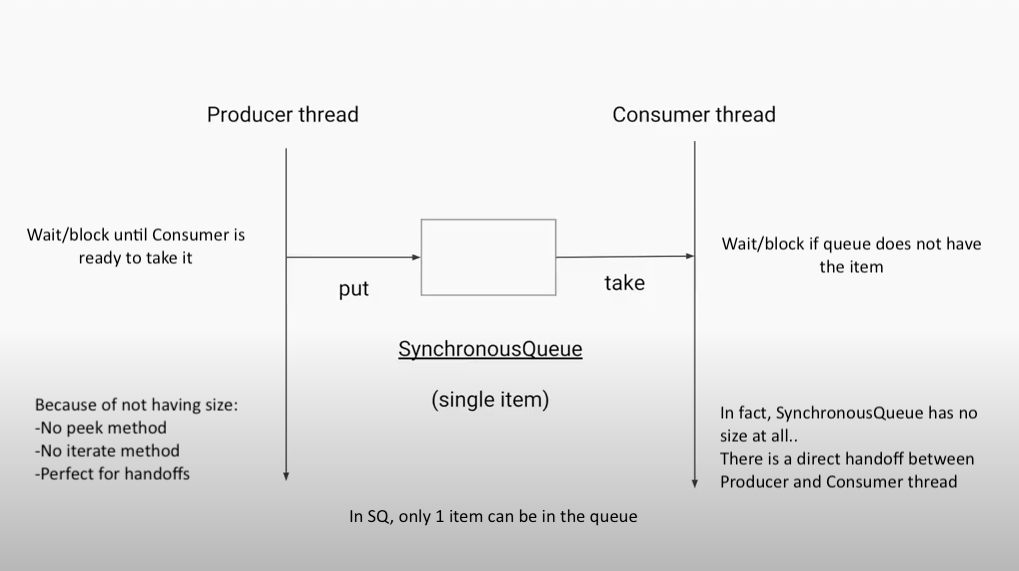 Producer thread
Consumer thread
Wait/block until Consumer is
ready to take it
Wait/block if queue does not have
the item
put
take
SynchronousQueue
(single item)
Because of not having size:
-No peek method
-No iterate method
-Perfect for handoffs
In fact, SynchronousQueue has no
size at all..
There is a direct handoff between
Producer and Consumer thread
In SQ, only 1 item can be in the queue